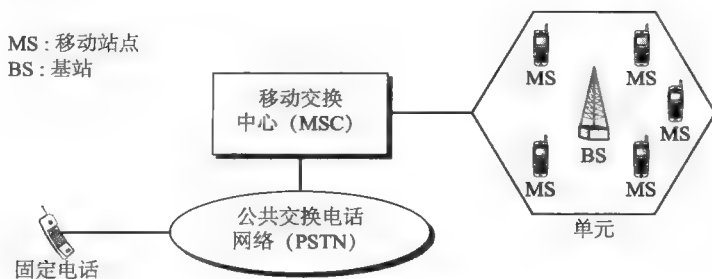 MS : 移动站点
BS : 基站
移动交换
中心 (MSC)
MS
MS
MS
BS
MS
MS
单元
公共交换电话
网络 (PSTN)
固定电话